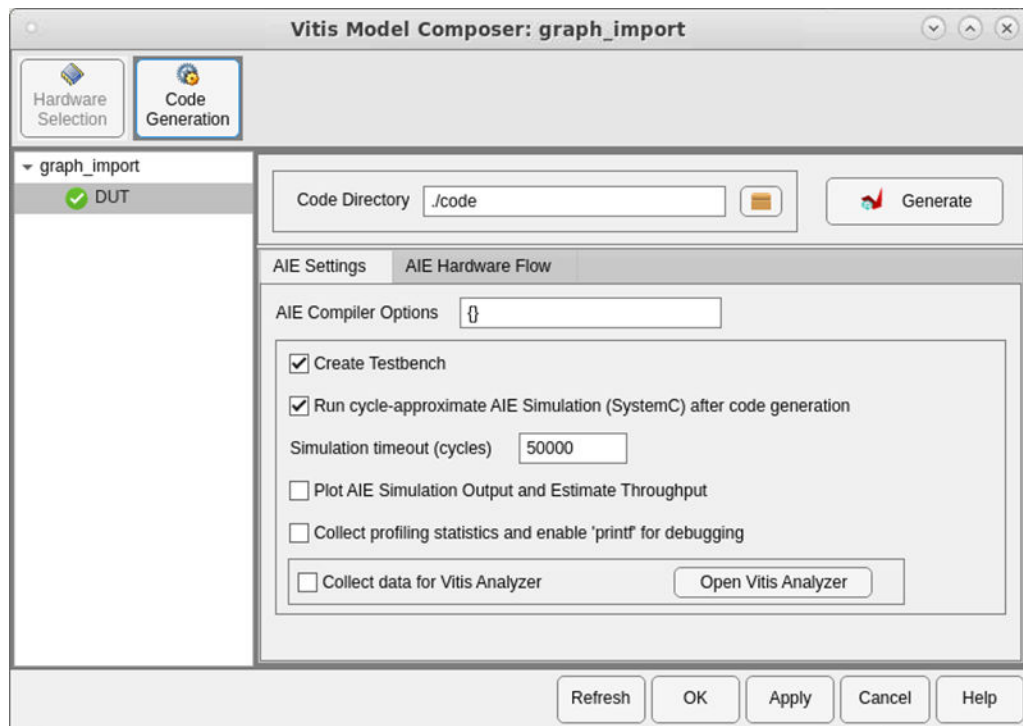 Vitis Model Composer: graph_import
Hardware
Selection
Code
Generation
graph_import
DUT
Code Directory ./code Generate
AIE Settings AIE Hardware Flow
AIE Compiler Options {}
Create Testbench
Run cycle-approximate AIE Simulation (SystemC) after code generation
Simulation timeout (cycles) 50000
Plot AIE Simulation Output and Estimate Throughput
Collect profiling statistics and enable 'printf' for debugging
Collect data for Vitis Analyzer Open Vitis Analyzer
Refresh OK Apply Cancel Help